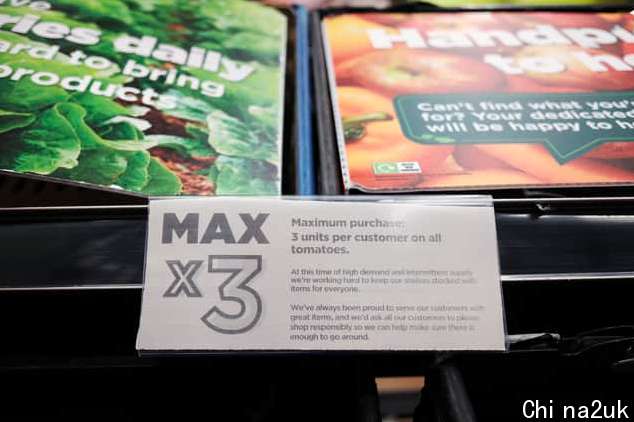 ries daily
ard to bring
products
Handpi
to h
Can't find what you'
for? Your dedicated
will be happy to h
MAX
x3
Maximum purchase:
3 units per customer on all
tomatoes.
At this time of high demand and intermittent supply
we're working hard to keep our shelves stocked with
items for everyone.
We've always been proud to serve our customers with
great items, and we'd ask all our customers to please
shop responsibly so we can help make sure there is
enough to go around.
Chi na2uk